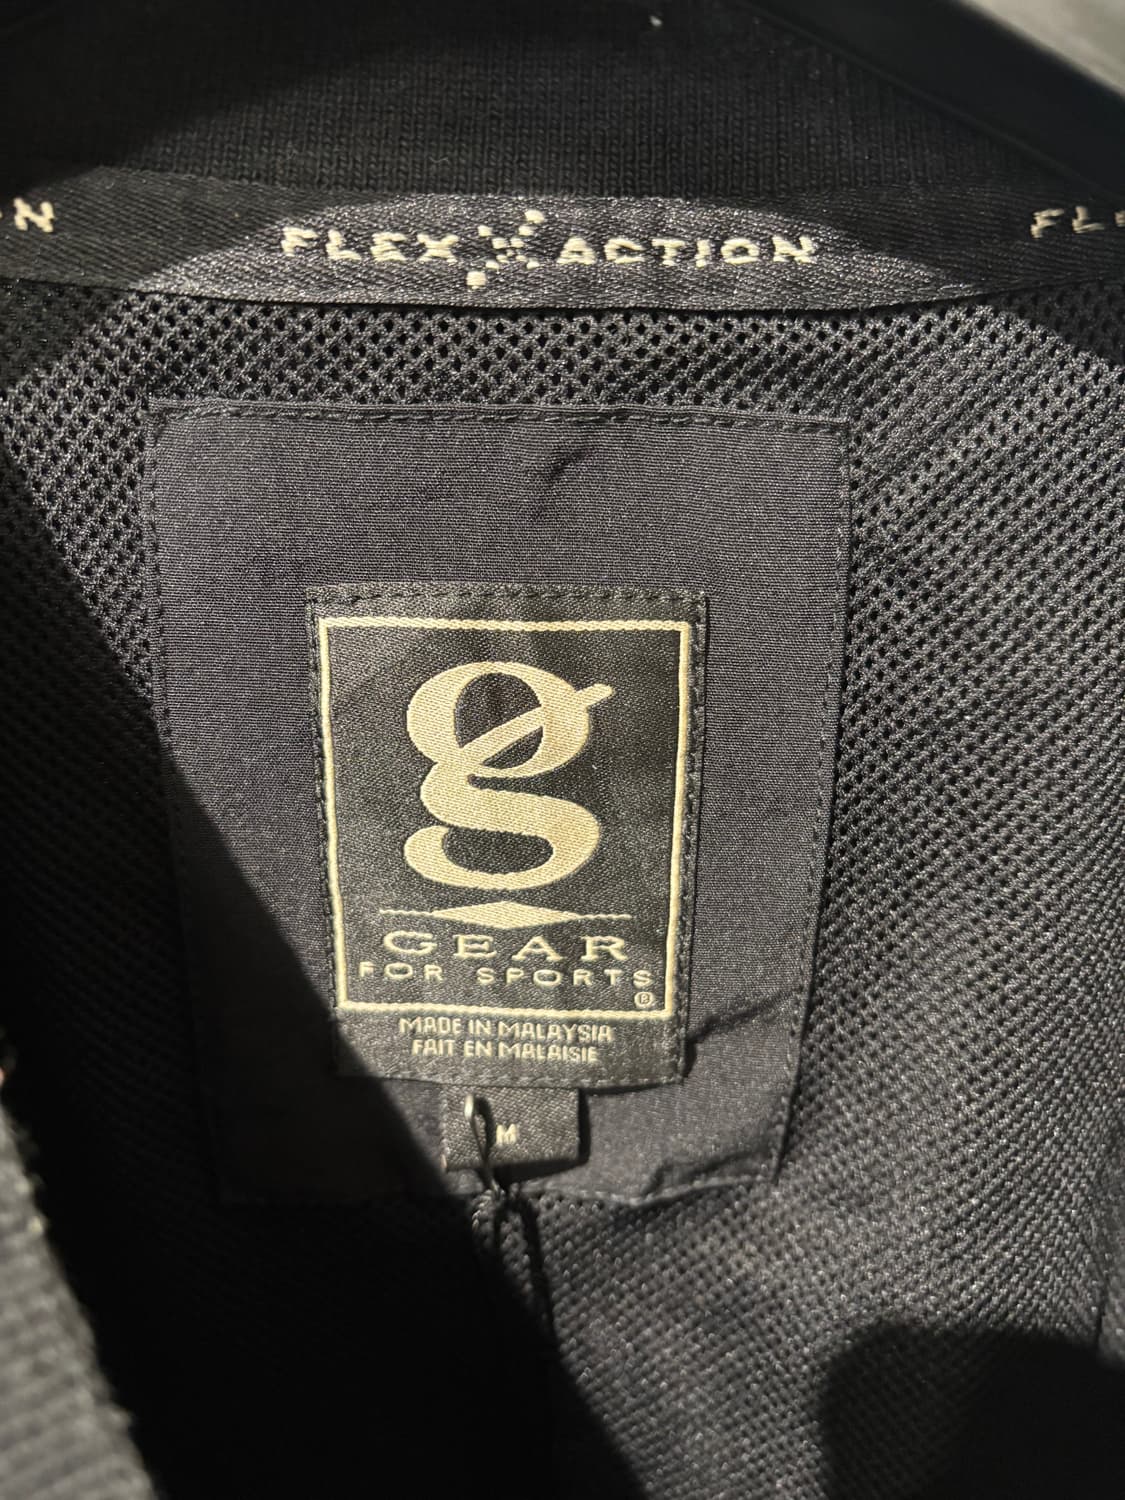 N FLEX ACTION FL
g
GEAR
FOR SPORTS
®
MADE IN MALAYSIA
FAIT EN MALAISIE
M